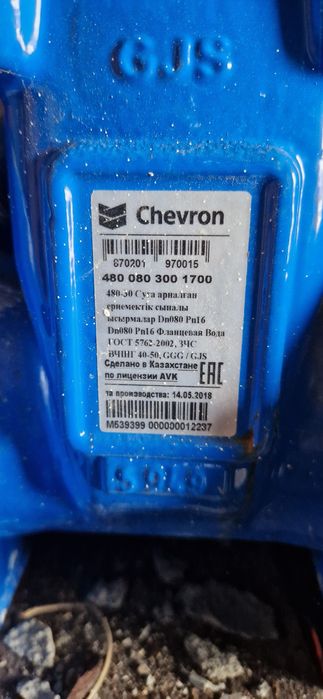 GJS
Chevron
870201 970015
480 080 300 1700
480-30 Суға арналған
ермектік сыналы
ысырмалар Dn080 Pn16
Dn080 Pn16 Фланцевая Вода
ГОСТ 5762-2002, ЗЧС
ВЧШГ 40-50, GGG / GJS
Сделано в Казахстане
по лицензии AVK
EAC
та производства: 14.05.2018
M539399 000000012237